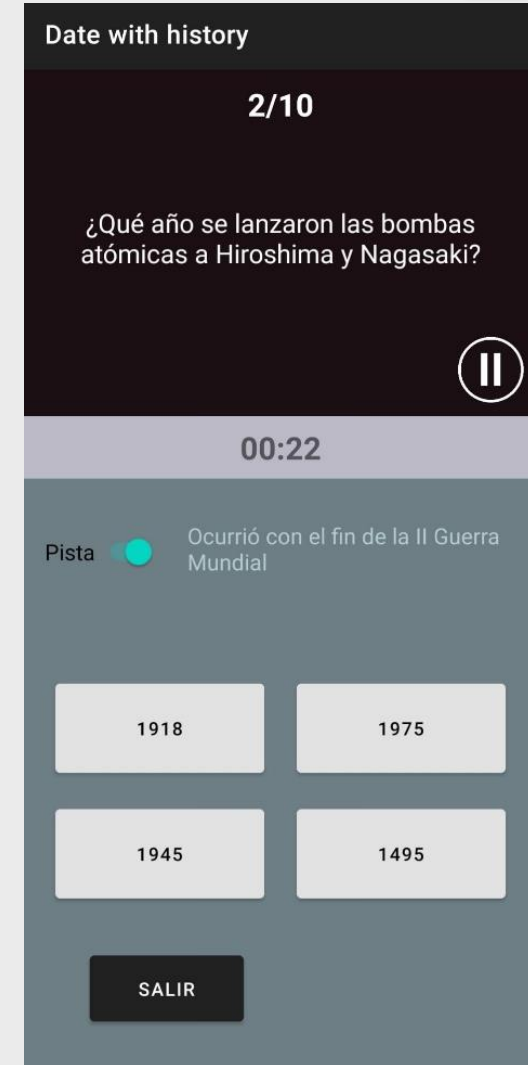 Date with history
2/10
¿Qué año se lanzaron las bombas
atómicas a Hiroshima y Nagasaki?
00:22
Pista
Ocurrió con el fin de la II Guerra
Mundial
1918
1975
1945
1495
SALIR